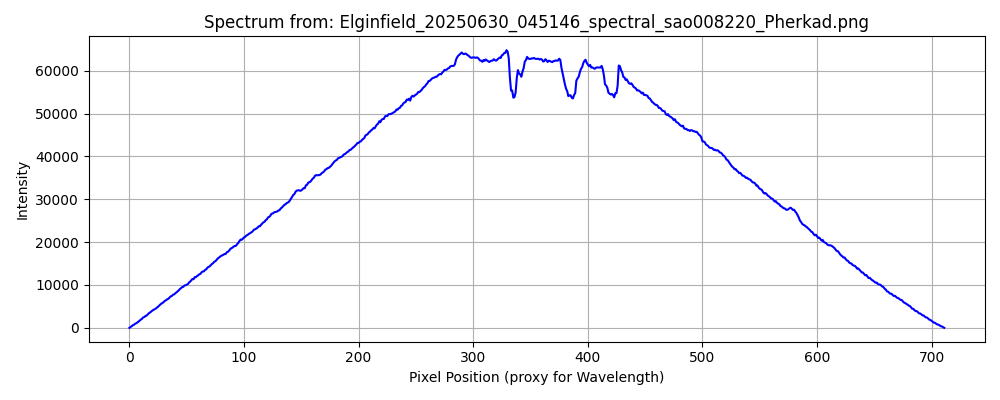 Spectrum from: Elginfield_20250630_045146_spectral_sao008220_Pherkad.png
Intensity
60000
50000
40000
30000
20000
10000
0
0 100 200 300 400 500 600 700
Pixel Position (proxy for Wavelength)